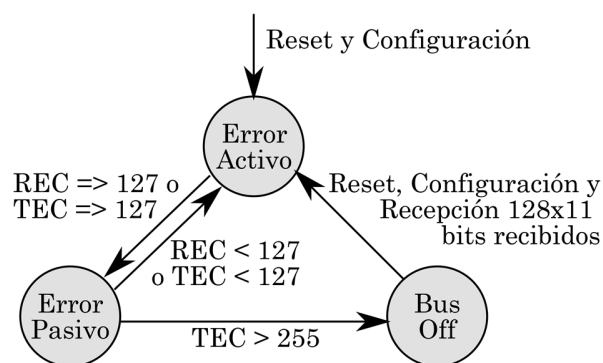 Reset y Configuración
Error
Activo
REC => 127 o
TEC => 127
Reset, Configuración y
Recepción 128x11
bits recibidos
REC < 127
o TEC < 127
Error
Pasivo
Bus
Off
TEC > 255